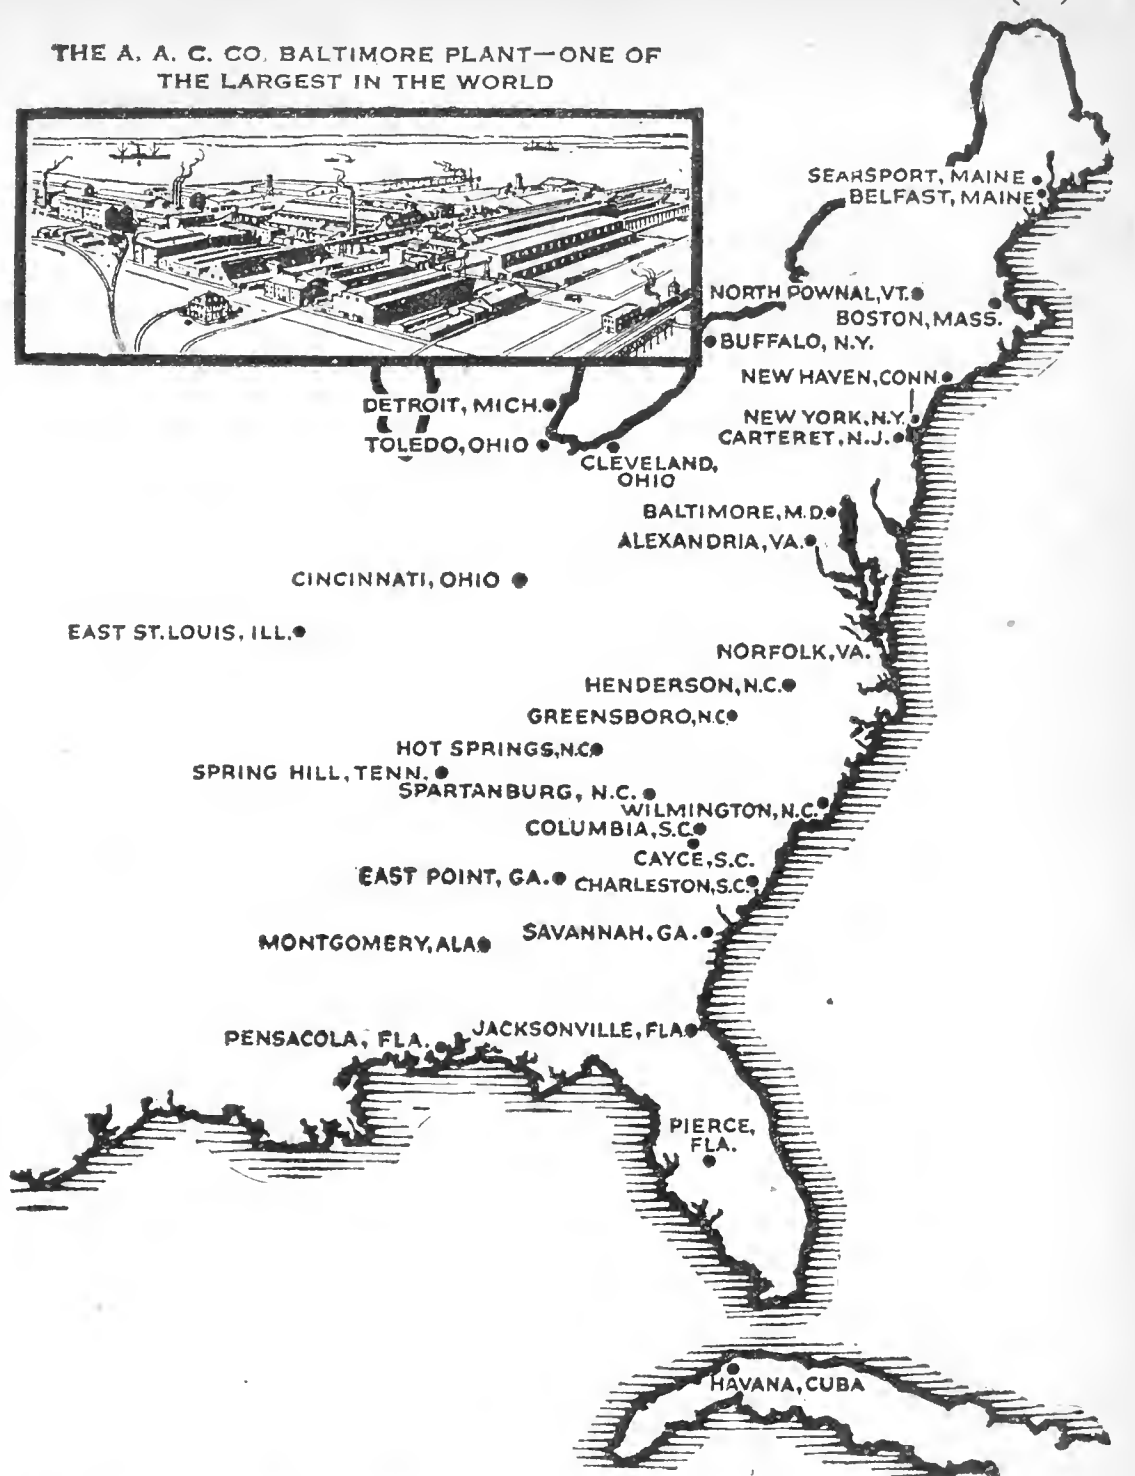 THE A. A. C. CO. BALTIMORE PLANT—ONE OF
THE LARGEST IN THE WORLD
SEARSPORT, MAINE
BELFAST, MAINE
NORTH POWNAL, VT.
BOSTON, MASS.
BUFFALO, N.Y.
NEW HAVEN, CONN.
DETROIT, MICH.
NEW YORK, N.Y.
CARTERET, N.J.
TOLEDO, OHIO
CLEVELAND,
OHIO
BALTIMORE, M.D.
ALEXANDRIA, VA.
CINCINNATI, OHIO
EAST ST. LOUIS, ILL.
NORFOLK, VA.
HENDERSON, N.C.
GREENSBORO, N.C.
HOT SPRINGS, N.C.
SPRING HILL, TENN.
SPARTANBURG, N.C.
WILMINGTON, N.C.
COLUMBIA, S.C.
CAYCE, S.C.
EAST POINT, GA.
CHARLESTON, S.C.
SAVANNAH, GA.
MONTGOMERY, ALA.
JACKSONVILLE, FLA.
PENSACOLA, FLA.
PIERCE,
FLA.
HAVANA, CUBA